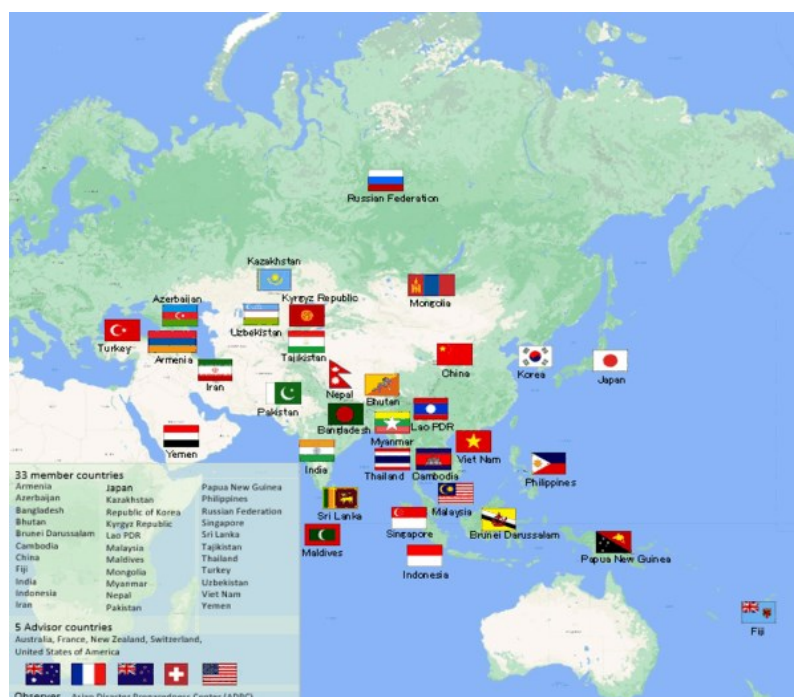 Russian Federation
Kazakhstan
Kyrgyz Republic
Mongolia
Azerbaijan
Uzbekistan
Turkey
Armenia
Tajikistan
China
Korea
Japan
Iran
Nepal
Bhutan
Pakistan
Bangladesh
Lao PDR
Myanmar
Yemen
India
Thailand
Cambodia
Viet Nam
Philippines
Sri Lanka
Malaysia
Maldives
Singapore
Brunei Darussalam
Indonesia
Papua New Guinea
Fiji
33 member countries
Armenia
Azerbaijan
Bangladesh
Bhutan
Brunei Darussalam
Cambodia
China
Fiji
India
Indonesia
Iran
Japan
Kazakhstan
Republic of Korea
Kyrgyz Republic
Lao PDR
Malaysia
Maldives
Mongolia
Myanmar
Nepal
Pakistan
Papua New Guinea
Philippines
Russian Federation
Singapore
Sri Lanka
Tajikistan
Thailand
Turkey
Uzbekistan
Viet Nam
Yemen
5 Advisor countries
Australia, France, New Zealand, Switzerland,
United States of America
Observer Asian Disaster Preparedness Center (ADPC)